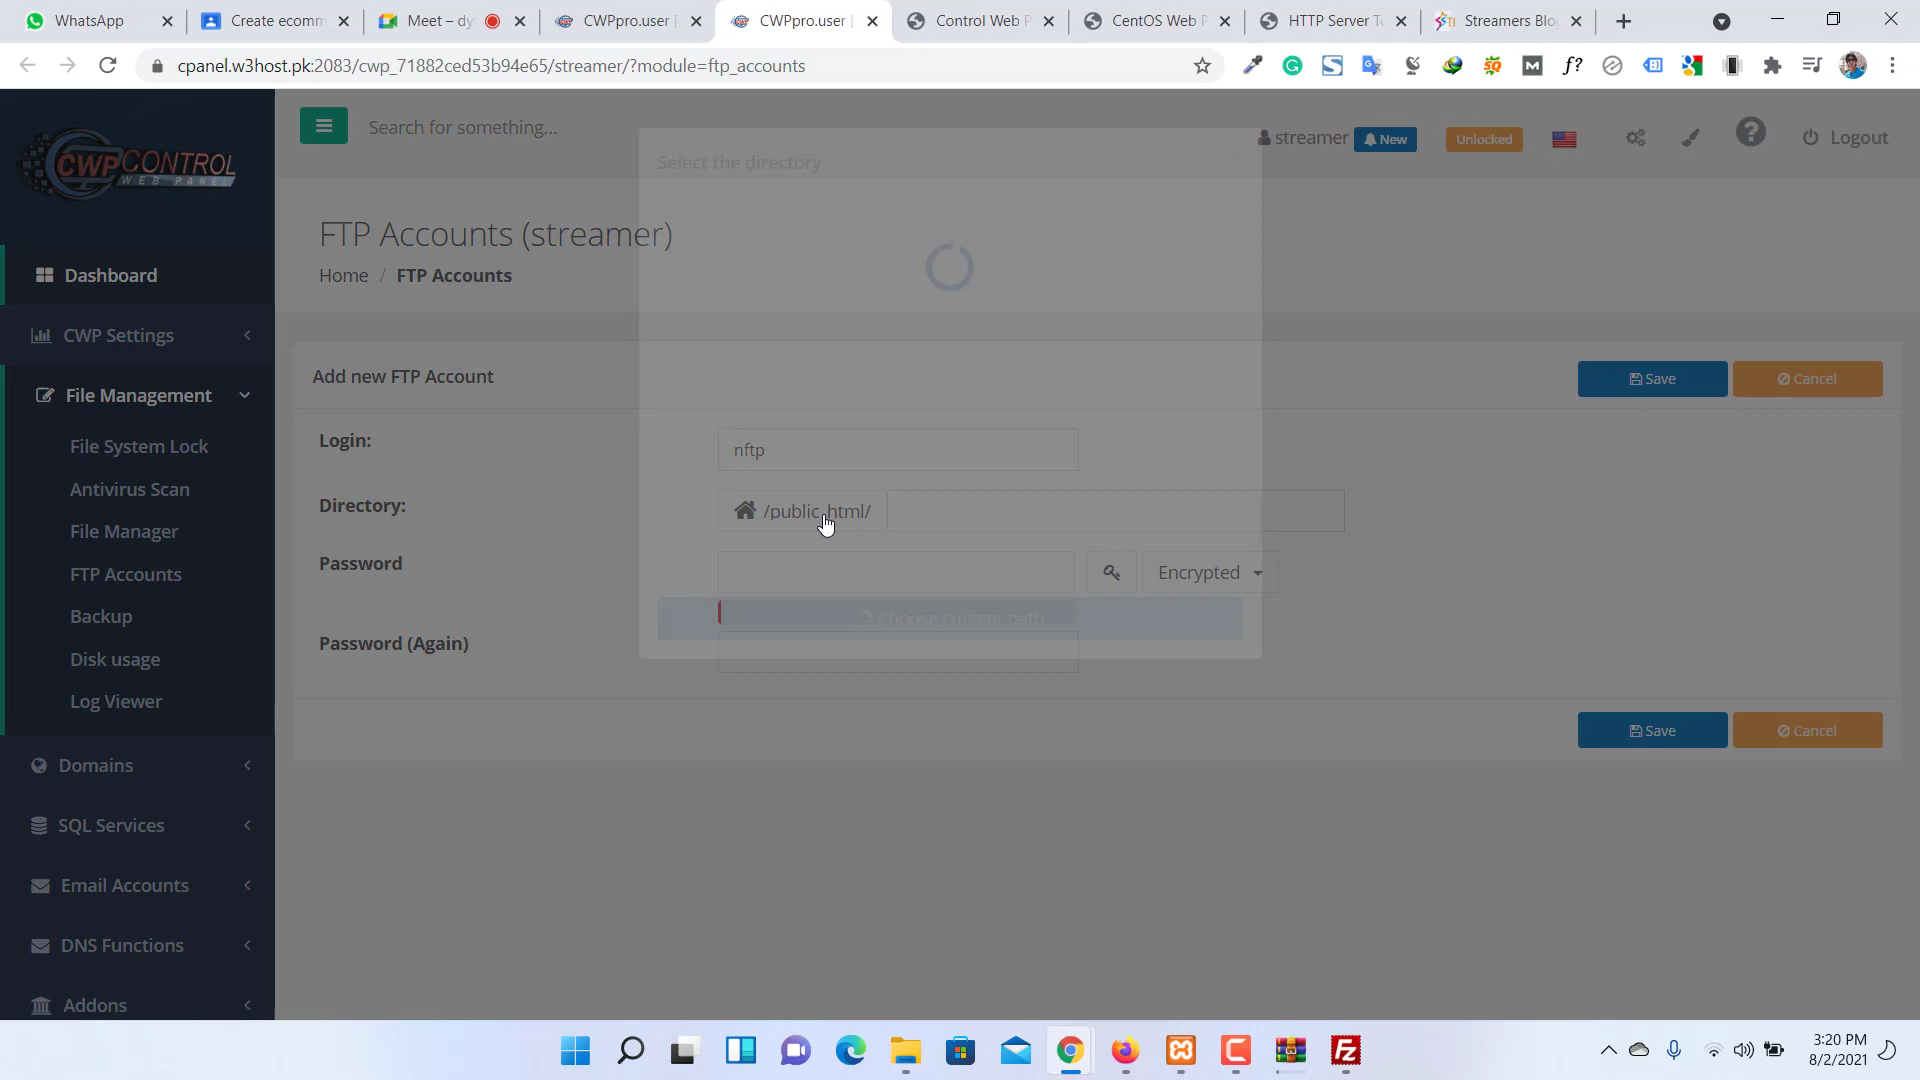 WhatsApp
Create ecomm
Meet – dy
CWPpro.user [
CWPpro.user [
Control Web P
CentOS Web P
HTTP Server T
Streamers Blo
cpanel.w3host.pk:2083/cwp_71882ced53b94e65/streamer/?module=ftp_accounts
CWPCONTROL
WEB PANEL
Search for something...
streamer
New
Unlocked
Logout
Select the directory
FTP Accounts (streamer)
Home / FTP Accounts
Dashboard
CWP Settings
File Management
File System Lock
Antivirus Scan
File Manager
FTP Accounts
Backup
Disk usage
Log Viewer
Domains
SQL Services
Email Accounts
DNS Functions
Addons
Add new FTP Account
Save
Cancel
Login:
nftp
Directory:
/public_html/
Password
Encrypted
Choose current path
Password (Again)
Save
Cancel
3:20 PM
8/2/2021